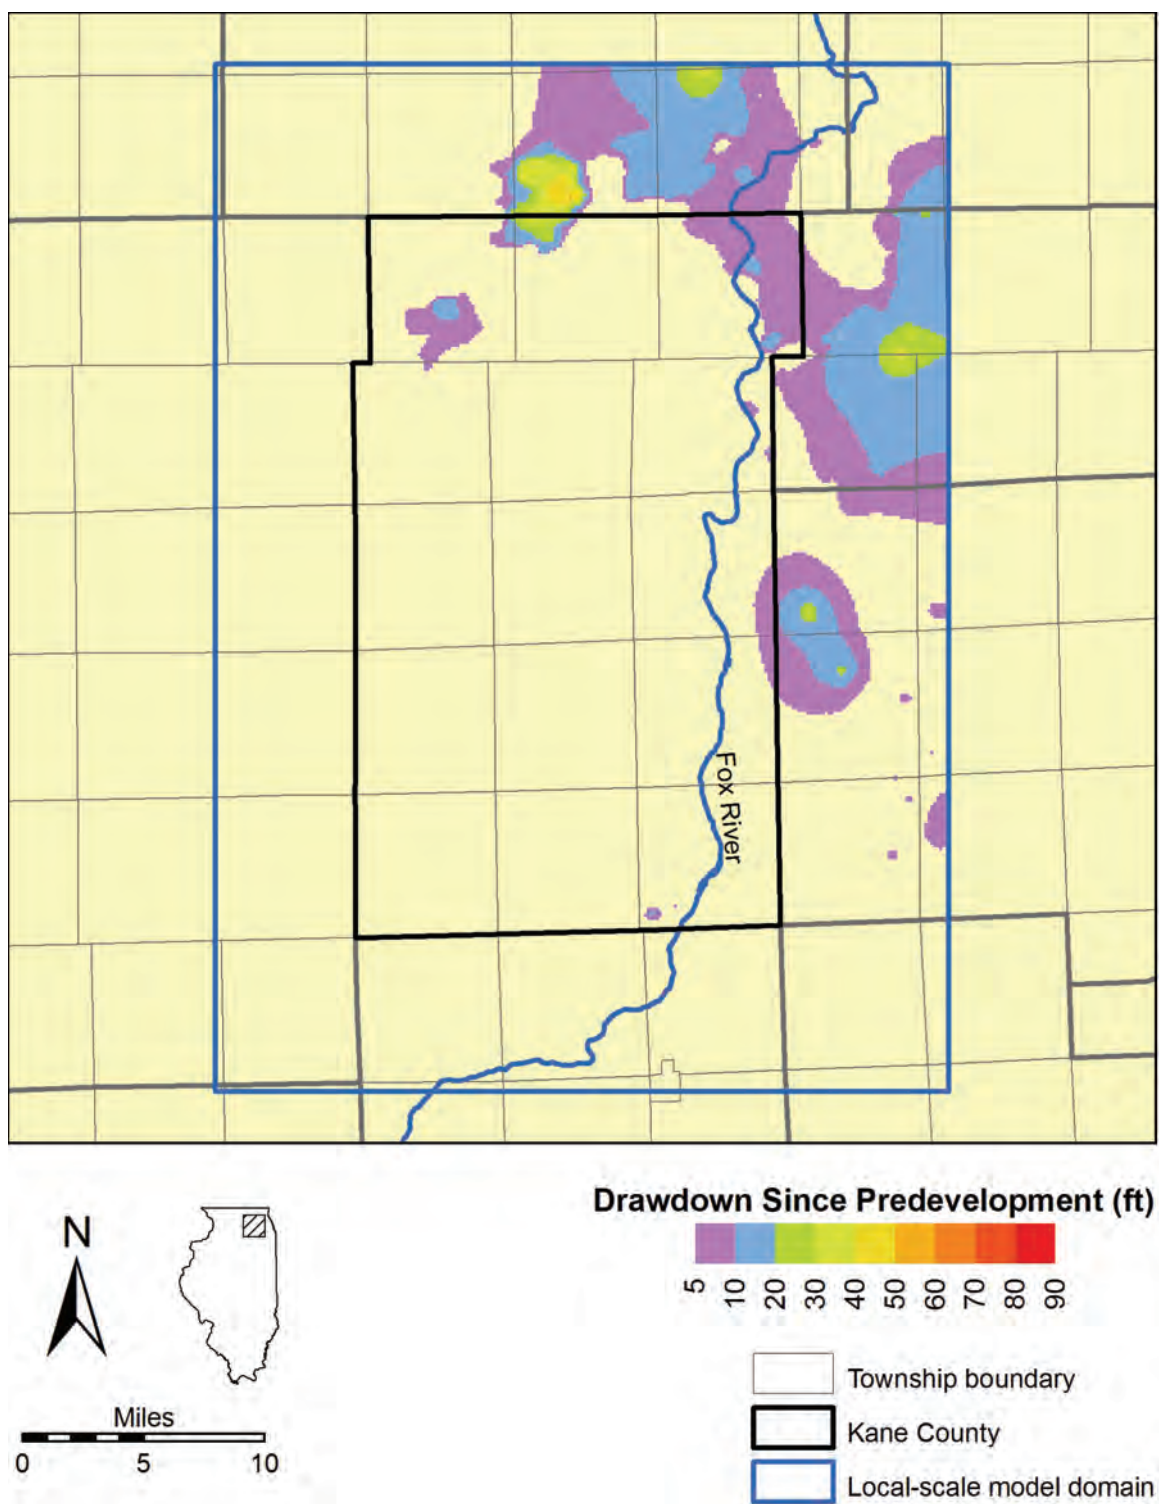 Fox River
Drawdown Since Predevelopment (ft)
5 10 20 30 40 50 60 70 80 90
N
Miles
0 5 10
Township boundary
Kane County
Local-scale model domain